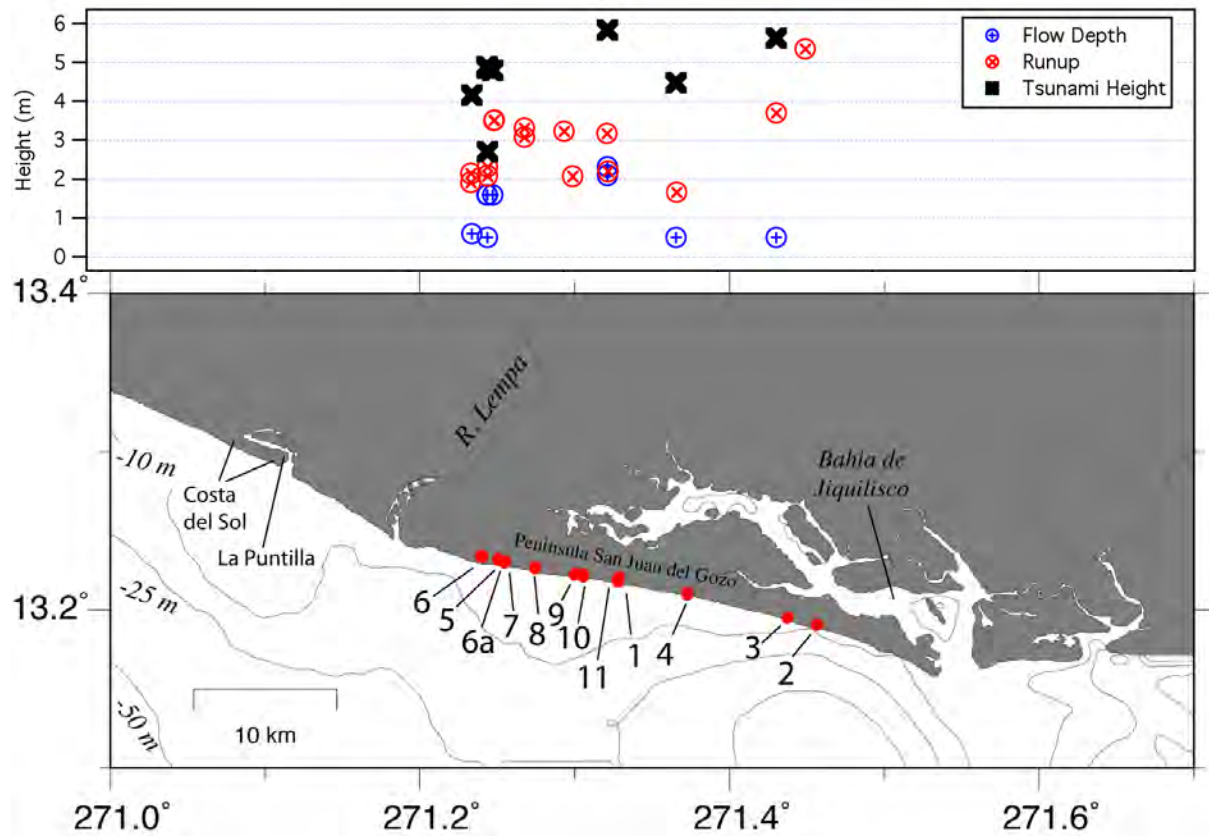 6
5
4
3
2
1
0
Height (m)
Flow Depth
Runup
Tsunami Height
13.4°
13.2°
R. Lempa
-10 m
Costa
del Sol
La Puntilla
Bahia de
Jiquilisco
Peninsula San Juan del Gozo
-25 m
6
5
6a
7
8
9
10
11
1
4
3
2
-50 m
10 km
271.0°
271.2°
271.4°
271.6°